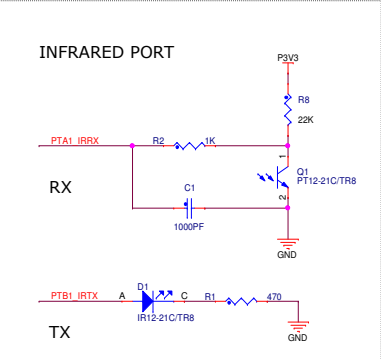 INFRARED PORT
P3V3
R8
22K
PTA1_IRRX
R2
1K
1
Q1
PT12-21C/TR8
RX
2
C1
1000PF
GND
D1
PTB1_IRTX
A
C
R1
470
IR12-21C/TR8
TX
GND